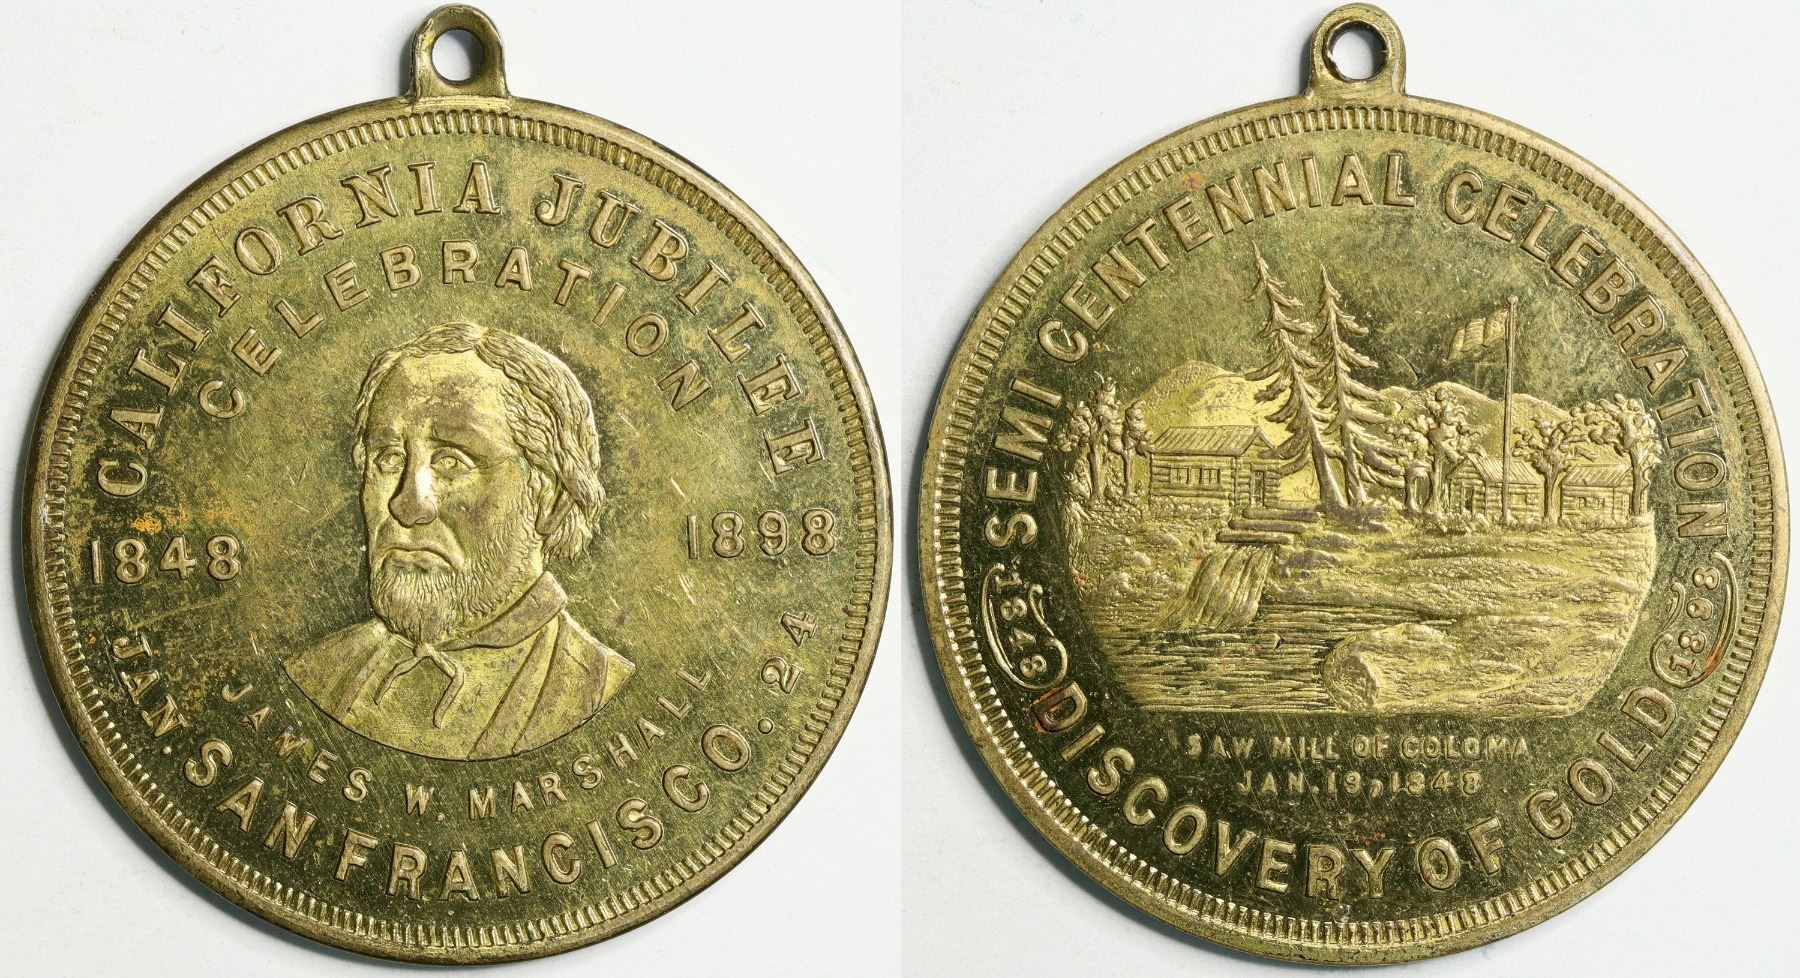 CALIFORNIA JUBILEE
CELEBRATION
1848 1898
JAMES W. MARSHALL
JAN. SAN FRANCISCO. 24
SEMI CENTENNIAL CELEBRATION
1848 1898
SAW MILL OF COLOMA
JAN. 19, 1848
DISCOVERY OF GOLD